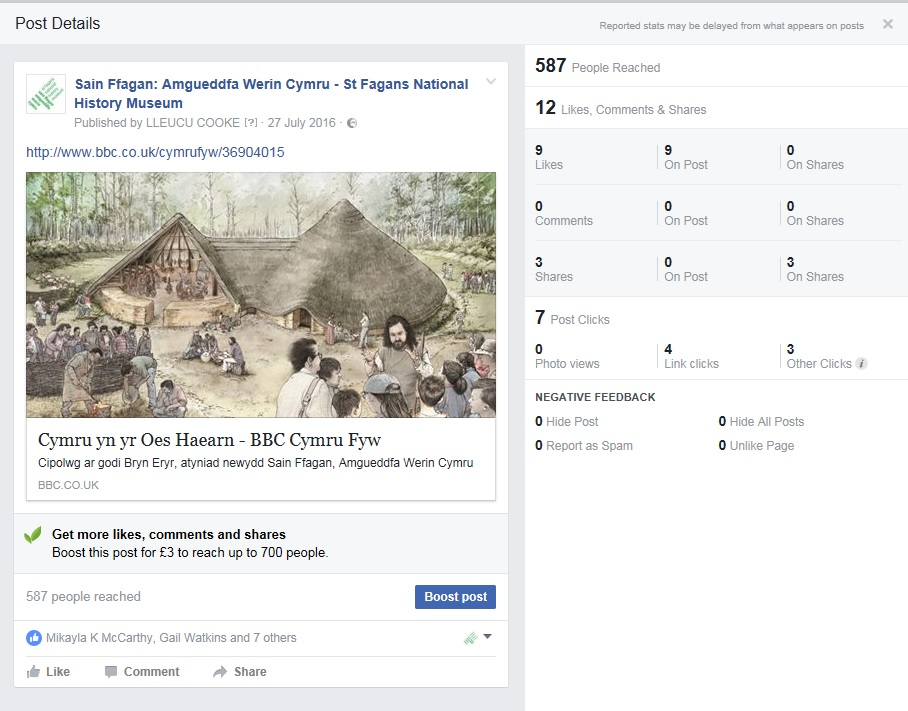 Post Details
Reported stats may be delayed from what appears on posts
Sain Ffagan: Amgueddfa Werin Cymru - St Fagans National
History Museum
Published by LLEUCU COOKE [?] · 27 July 2016 ·
http://www.bbc.co.uk/cymrufyw/36904015
Cymru yn yr Oes Haearn - BBC Cymru Fyw
Cipolwg ar godi Bryn Eryr, atyniad newydd Sain Ffagan, Amgueddfa Werin Cymru
BBC.CO.UK
Get more likes, comments and shares
Boost this post for £3 to reach up to 700 people.
587 people reached
Boost post
Mikayla K McCarthy, Gail Watkins and 7 others
Like Comment Share
587 People Reached
12 Likes, Comments & Shares
9 9 0
Likes On Post On Shares
0 0 0
Comments On Post On Shares
3 0 3
Shares On Post On Shares
7 Post Clicks
0 4 3
Photo views Link clicks Other Clicks i
NEGATIVE FEEDBACK
0 Hide Post 0 Hide All Posts
0 Report as Spam 0 Unlike Page